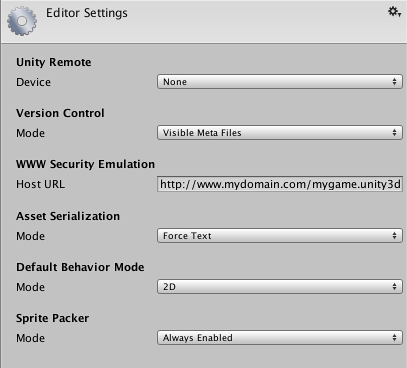 Editor Settings
Unity Remote
Device None
Version Control
Mode Visible Meta Files
WWW Security Emulation
Host URL http://www.mydomain.com/mygame.unity3d
Asset Serialization
Mode Force Text
Default Behavior Mode
Mode 2D
Sprite Packer
Mode Always Enabled